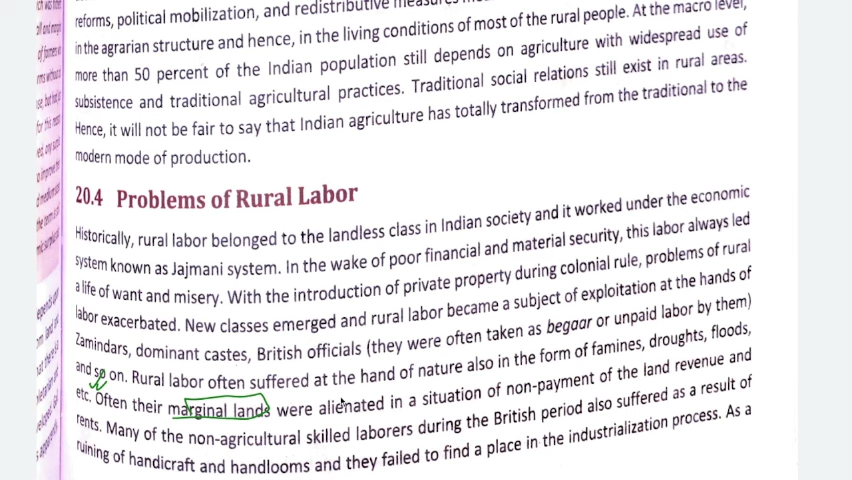 reforms, political mobilization, and redistributive
in the agrarian structure and hence, in the living conditions of most of the rural people. At the macro level,
more than 50 percent of the Indian population still depends on agriculture with widespread use of
subsistence and traditional agricultural practices. Traditional social relations still exist in rural areas.
Hence, it will not be fair to say that Indian agriculture has totally transformed from the traditional to the
modern mode of production.
20.4 Problems of Rural Labor
Historically, rural labor belonged to the landless class in Indian society and it worked under the economic
system known as Jajmani system. In the wake of poor financial and material security, this labor always led
a life of want and misery. With the introduction of private property during colonial rule, problems of rural
labor exacerbated. New classes emerged and rural labor became a subject of exploitation at the hands of
Zamindars, dominant castes, British officials (they were often taken as begaar or unpaid labor by them)
and so on. Rural labor often suffered at the hand of nature also in the form of famines, droughts, floods,
etc. Often their marginal lands were alienated in a situation of non-payment of the land revenue and
rents. Many of the non-agricultural skilled laborers during the British period also suffered as a result of
ruining of handicraft and handlooms and they failed to find a place in the industrialization process. As a